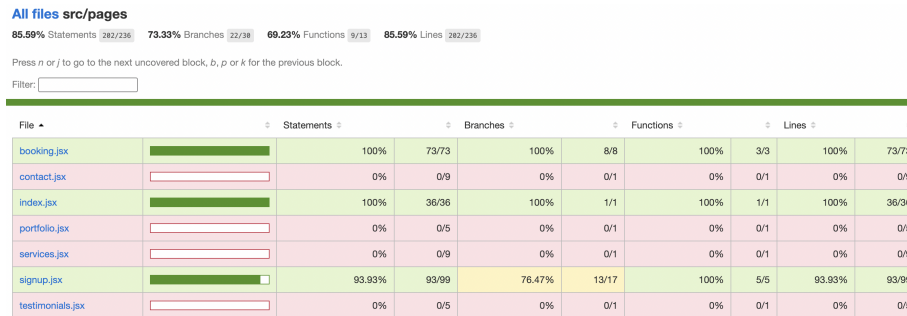 All files src/pages
85.59% Statements 202/236 73.33% Branches 22/30 69.23% Functions 9/13 85.59% Lines 202/236
Press n or j to go to the next uncovered block, b, p or k for the previous block.
Filter:
File Statements Branches Functions Lines
booking.jsx 100% 73/73 100% 8/8 100% 3/3 100%
contact.jsx 0% 0/9 0% 0/1 0% 0/1 0%
index.jsx 100% 36/36 100% 1/1 100% 1/1 100%
portfolio.jsx 0% 0/5 0% 0/1 0% 0/1 0%
services.jsx 0% 0/9 0% 0/1 0% 0/1 0%
signup.jsx 93.93% 93/99 76.47% 13/17 100% 5/5 93.93%
testimonials.jsx 0% 0/5 0% 0/1 0% 0/1 0%